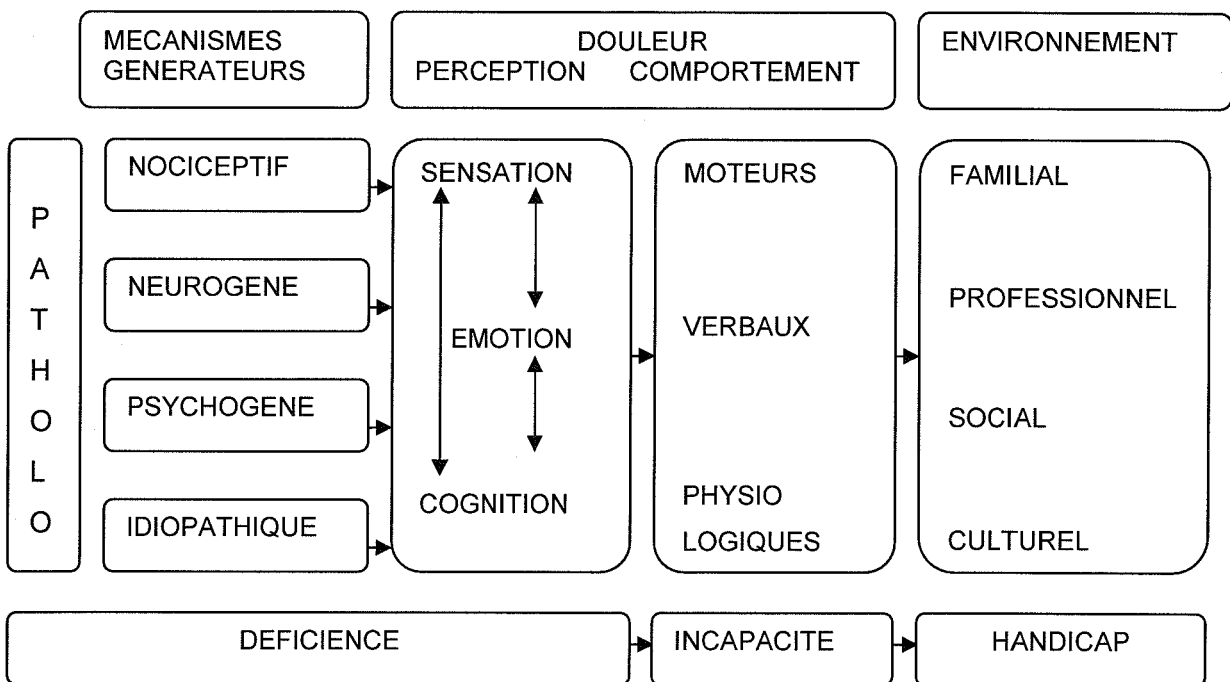 MECANISMES
GENERATEURS
DOULEUR
PERCEPTION COMPORTEMENT
ENVIRONNEMENT
P
A
T
H
O
L
O
NOCICEPTIF
NEUROGENE
PSYCHOGENE
IDIOPATHIQUE
SENSATION
EMOTION
COGNITION
MOTEURS
VERBAUX
PHYSIO
LOGIQUES
FAMILIAL
PROFESSIONNEL
SOCIAL
CULTUREL
DEFICIENCE
INCAPACITE
HANDICAP